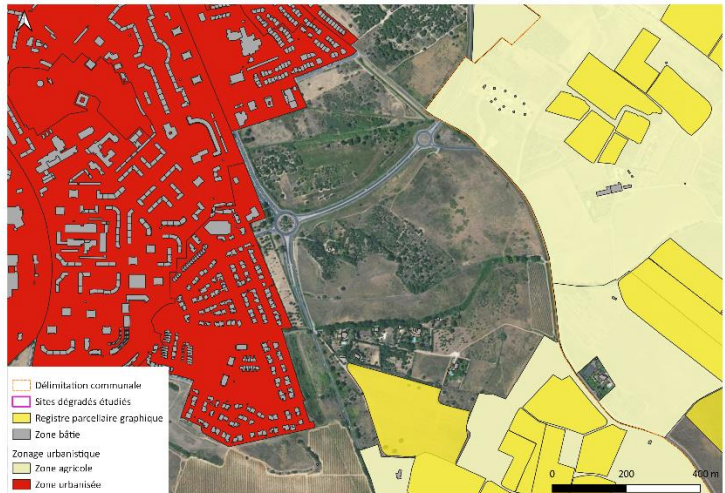 Délimitation communale
Sites dégradés étudiés
Registre parcellaire graphique
Zone bâtie
Zonage urbanistique
Zone agricole
Zone urbanisée
0 200 400 m